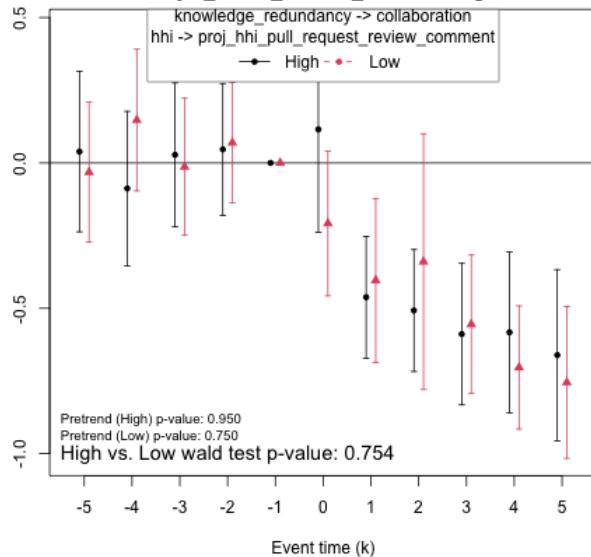 knowledge_redundancy -> collaboration
hhi -> proj_hhi_pull_request_review_comment
High Low
0.5
0.0
-0.5
-1.0
Pretrend (High) p-value: 0.950
Pretrend (Low) p-value: 0.750
High vs. Low wald test p-value: 0.754
-5 -4 -3 -2 -1 0 1 2 3 4 5
Event time (k)